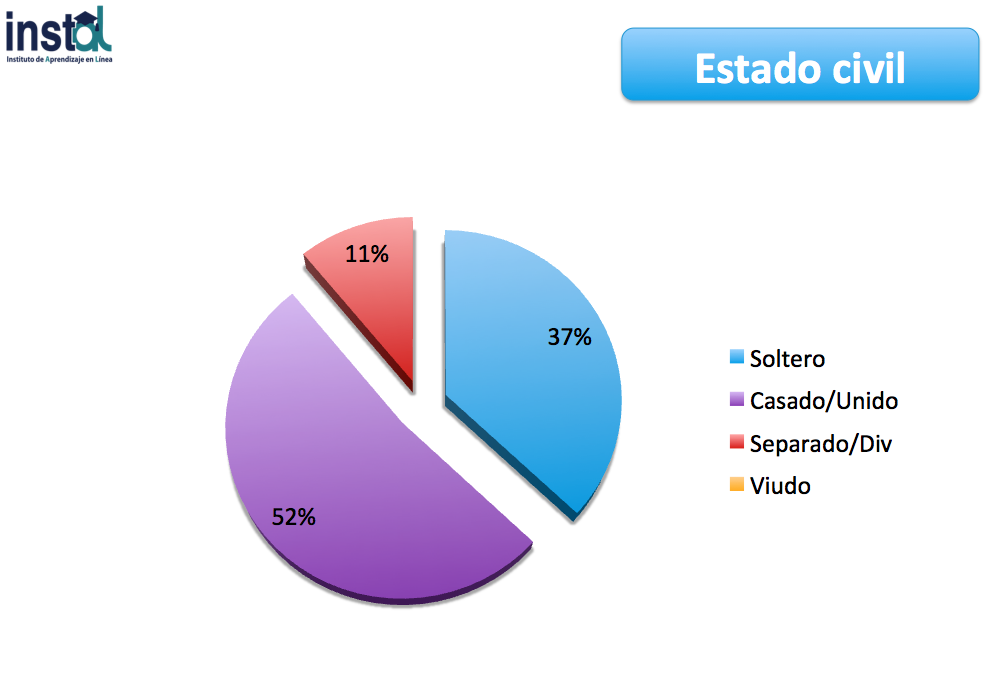 instal
Instituto de Aprendizaje en Línea
Estado civil
11%
37%
52%
Soltero
Casado/Unido
Separado/Div
Viudo